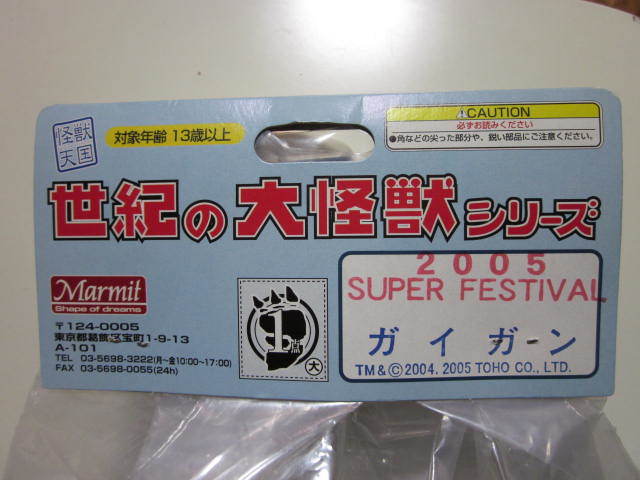 怪獣
天国
対象年齢 13歳以上
⚠CAUTION
必ずお読みください
●角などの尖った部分や、鋭い部品にご注意ください。
世紀の大怪獣シリーズ
Marmit
Shape of dreams
〒124-0005
東京都葛飾区宝町1-9-13
A-101
TEL 03-5698-3222(月~金10:00~17:00)
FAX 03-5698-0055(24h)
大
2005
SUPER FESTIVAL
ガイガン
TM&©2004, 2005 TOHO CO., LTD.